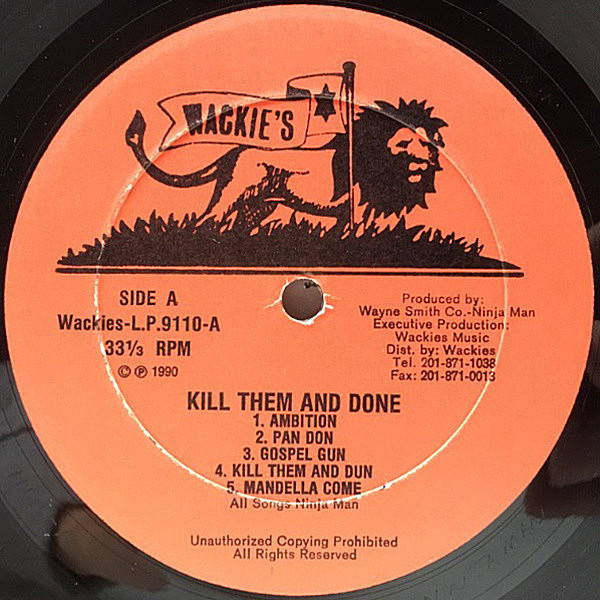 WACKIE'S
SIDE A
Wackies-L.P.9110-A
33⅓ RPM
© ℗ 1990
Produced by:
Wayne Smith Co.-Ninja Man
Executive Production:
Wackies Music
Dist. by: Wackies
Tel. 201-871-1038
Fax: 201-871-0013
KILL THEM AND DONE
1. AMBITION
2. PAN DON
3. GOSPEL GUN
4. KILL THEM AND DUN
5. MANDELLA COME
All Songs Ninja Man
Unauthorized Copying Prohibited
All Rights Reserved